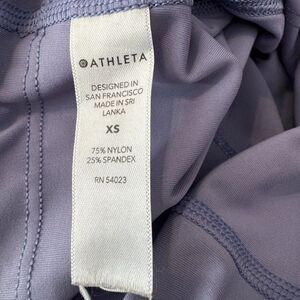 ATHLETA
DESIGNED IN
SAN FRANCISCO
MADE IN SRI
LANKA
XS
75% NYLON
25% SPANDEX
RN 54023